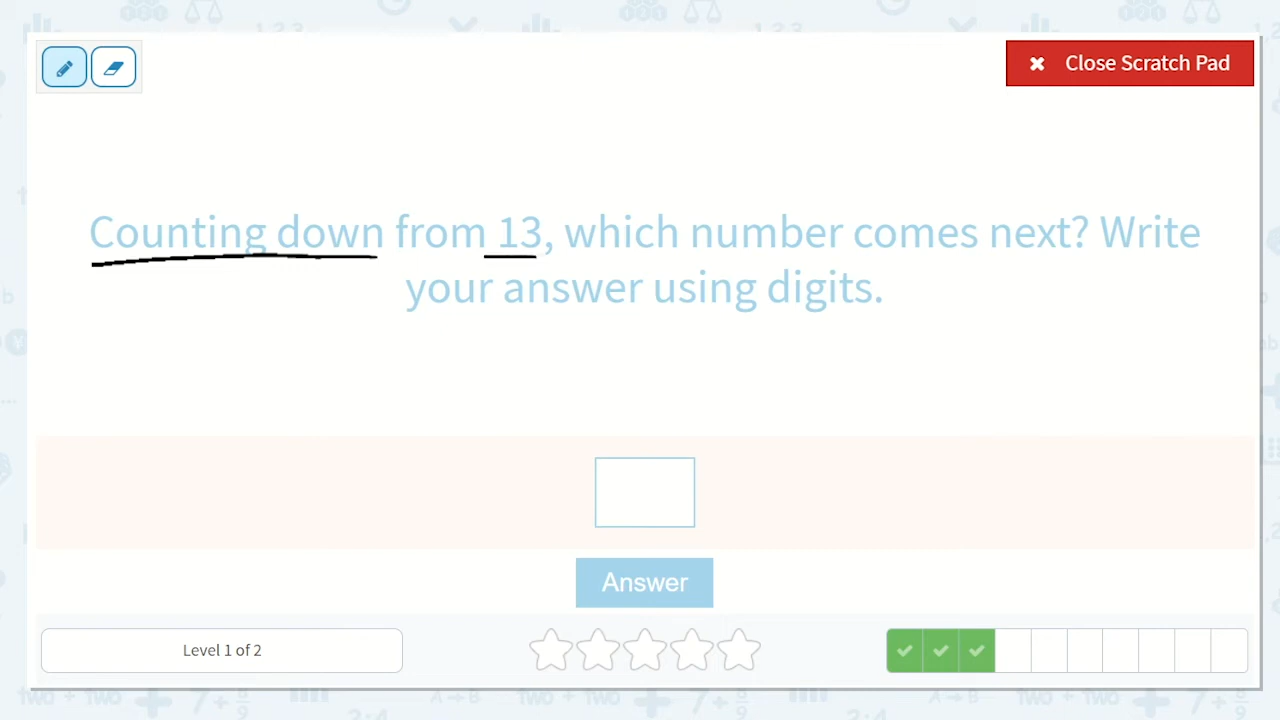 Close Scratch Pad
Counting down from 13, which number comes next? Write
your answer using digits.
Answer
Level 1 of 2